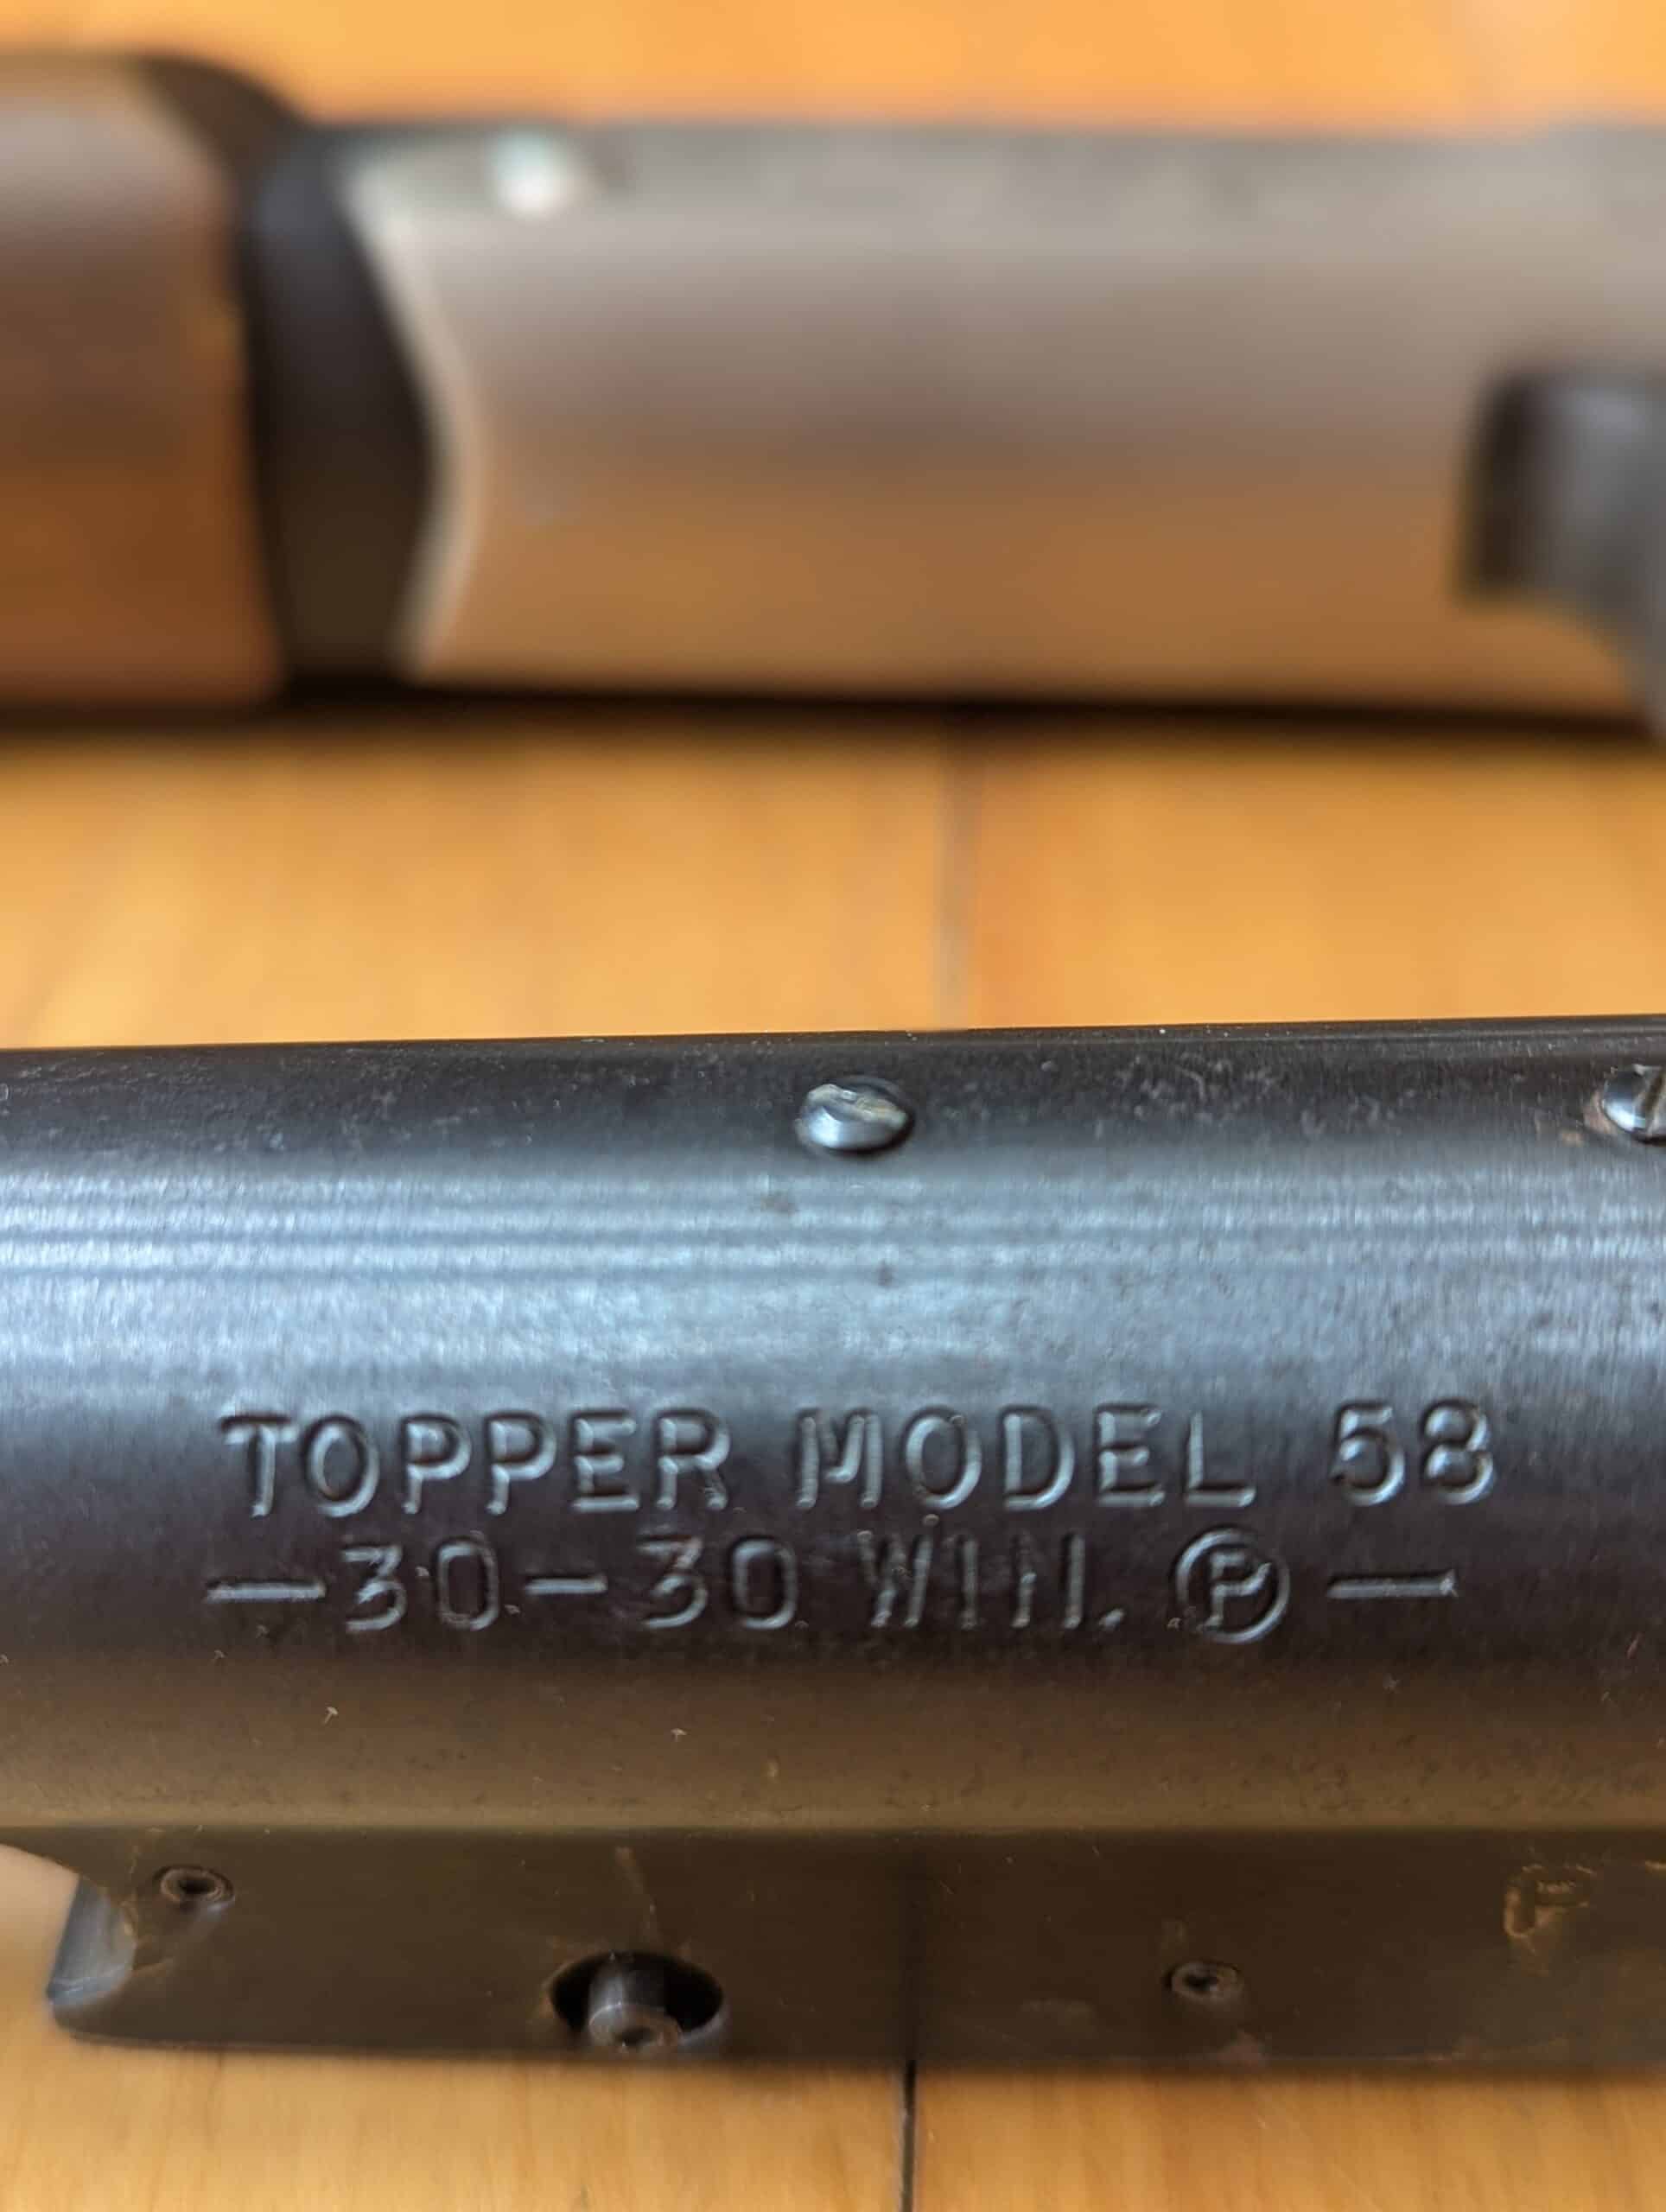 TOPPER MODEL 58
—30-30 WIN. Ⓟ—